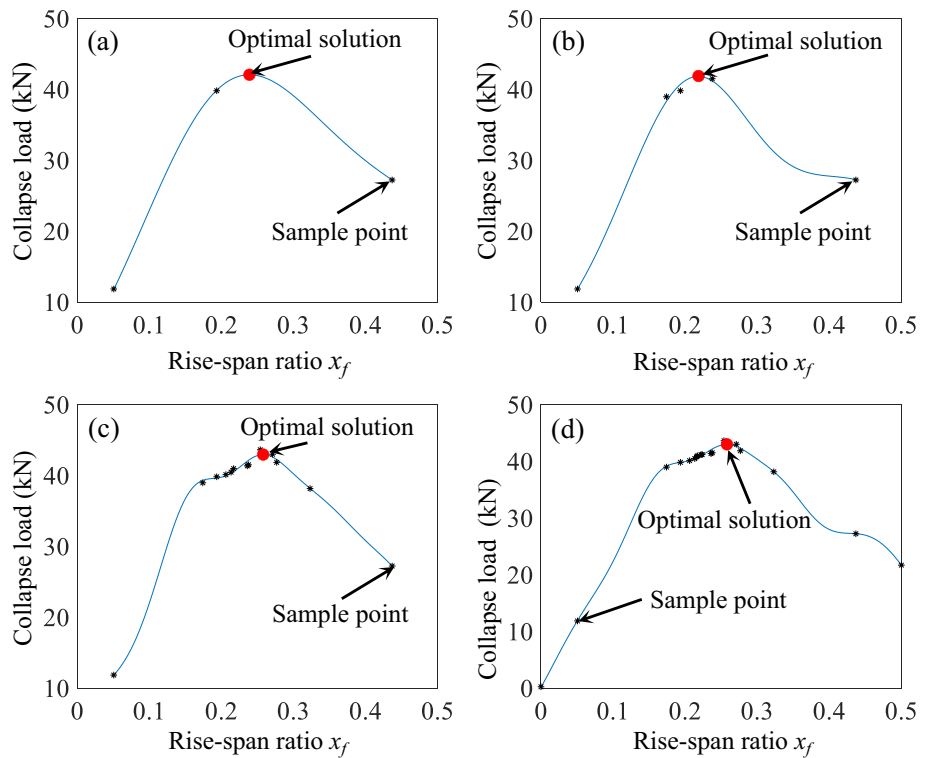 (a)
Optimal solution
Sample point
50
40
30
20
10
0
0.1
0.2
0.3
0.4
0.5
Collapse load (kN)
Rise-span ratio x_f
(b)
Optimal solution
Sample point
50
40
30
20
10
0
0.1
0.2
0.3
0.4
0.5
Collapse load (kN)
Rise-span ratio x_f
(c)
Optimal solution
Sample point
50
40
30
20
10
0
0.1
0.2
0.3
0.4
0.5
Collapse load (kN)
Rise-span ratio x_f
(d)
Optimal solution
Sample point
50
40
30
20
10
0
0
0.1
0.2
0.3
0.4
0.5
Collapse load (kN)
Rise-span ratio x_f